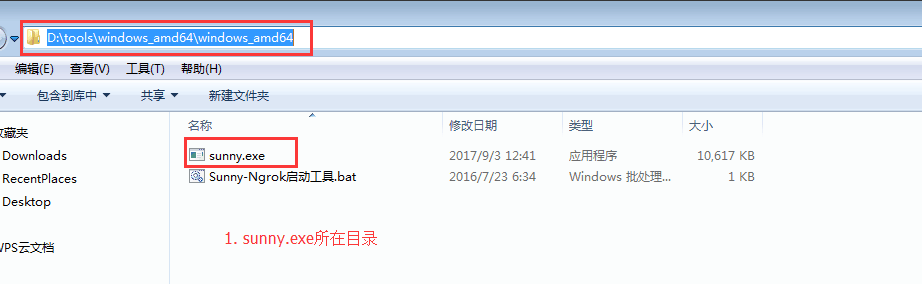 D:\tools\windows_amd64\windows_amd64
编辑(E) 查看(V) 工具(T) 帮助(H)
包含到库中 共享 新建文件夹
收藏夹 名称 修改日期 类型 大小
Downloads sunny.exe 2017/9/3 12:41 应用程序 10,617 KB
RecentPlaces Sunny-Ngrok启动工具.bat 2016/7/23 6:34 Windows 批处理... 1 KB
Desktop
1. sunny.exe所在目录
WPS云文档